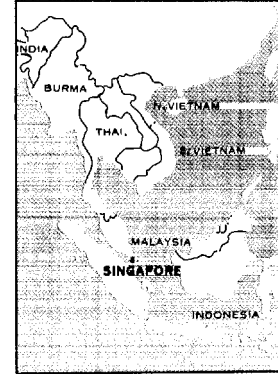 INDIA
BURMA
N. VIETNAM
THAI.
S. VIETNAM
MALAYSIA
SINGAPORE
INDONESIA